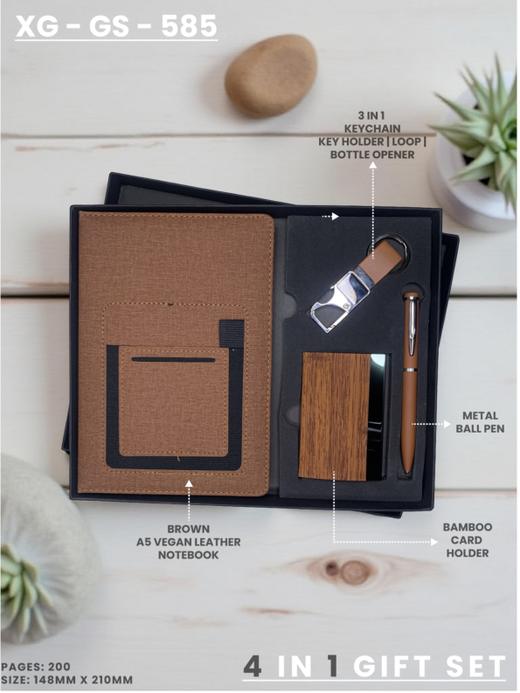 XG - GS - 585
3 IN 1
KEYCHAIN
KEY HOLDER | LOOP |
BOTTLE OPENER
METAL
BALL PEN
BROWN
A5 VEGAN LEATHER
NOTEBOOK
BAMBOO
CARD
HOLDER
PAGES: 200
SIZE: 148MM X 210MM
4 IN 1 GIFT SET